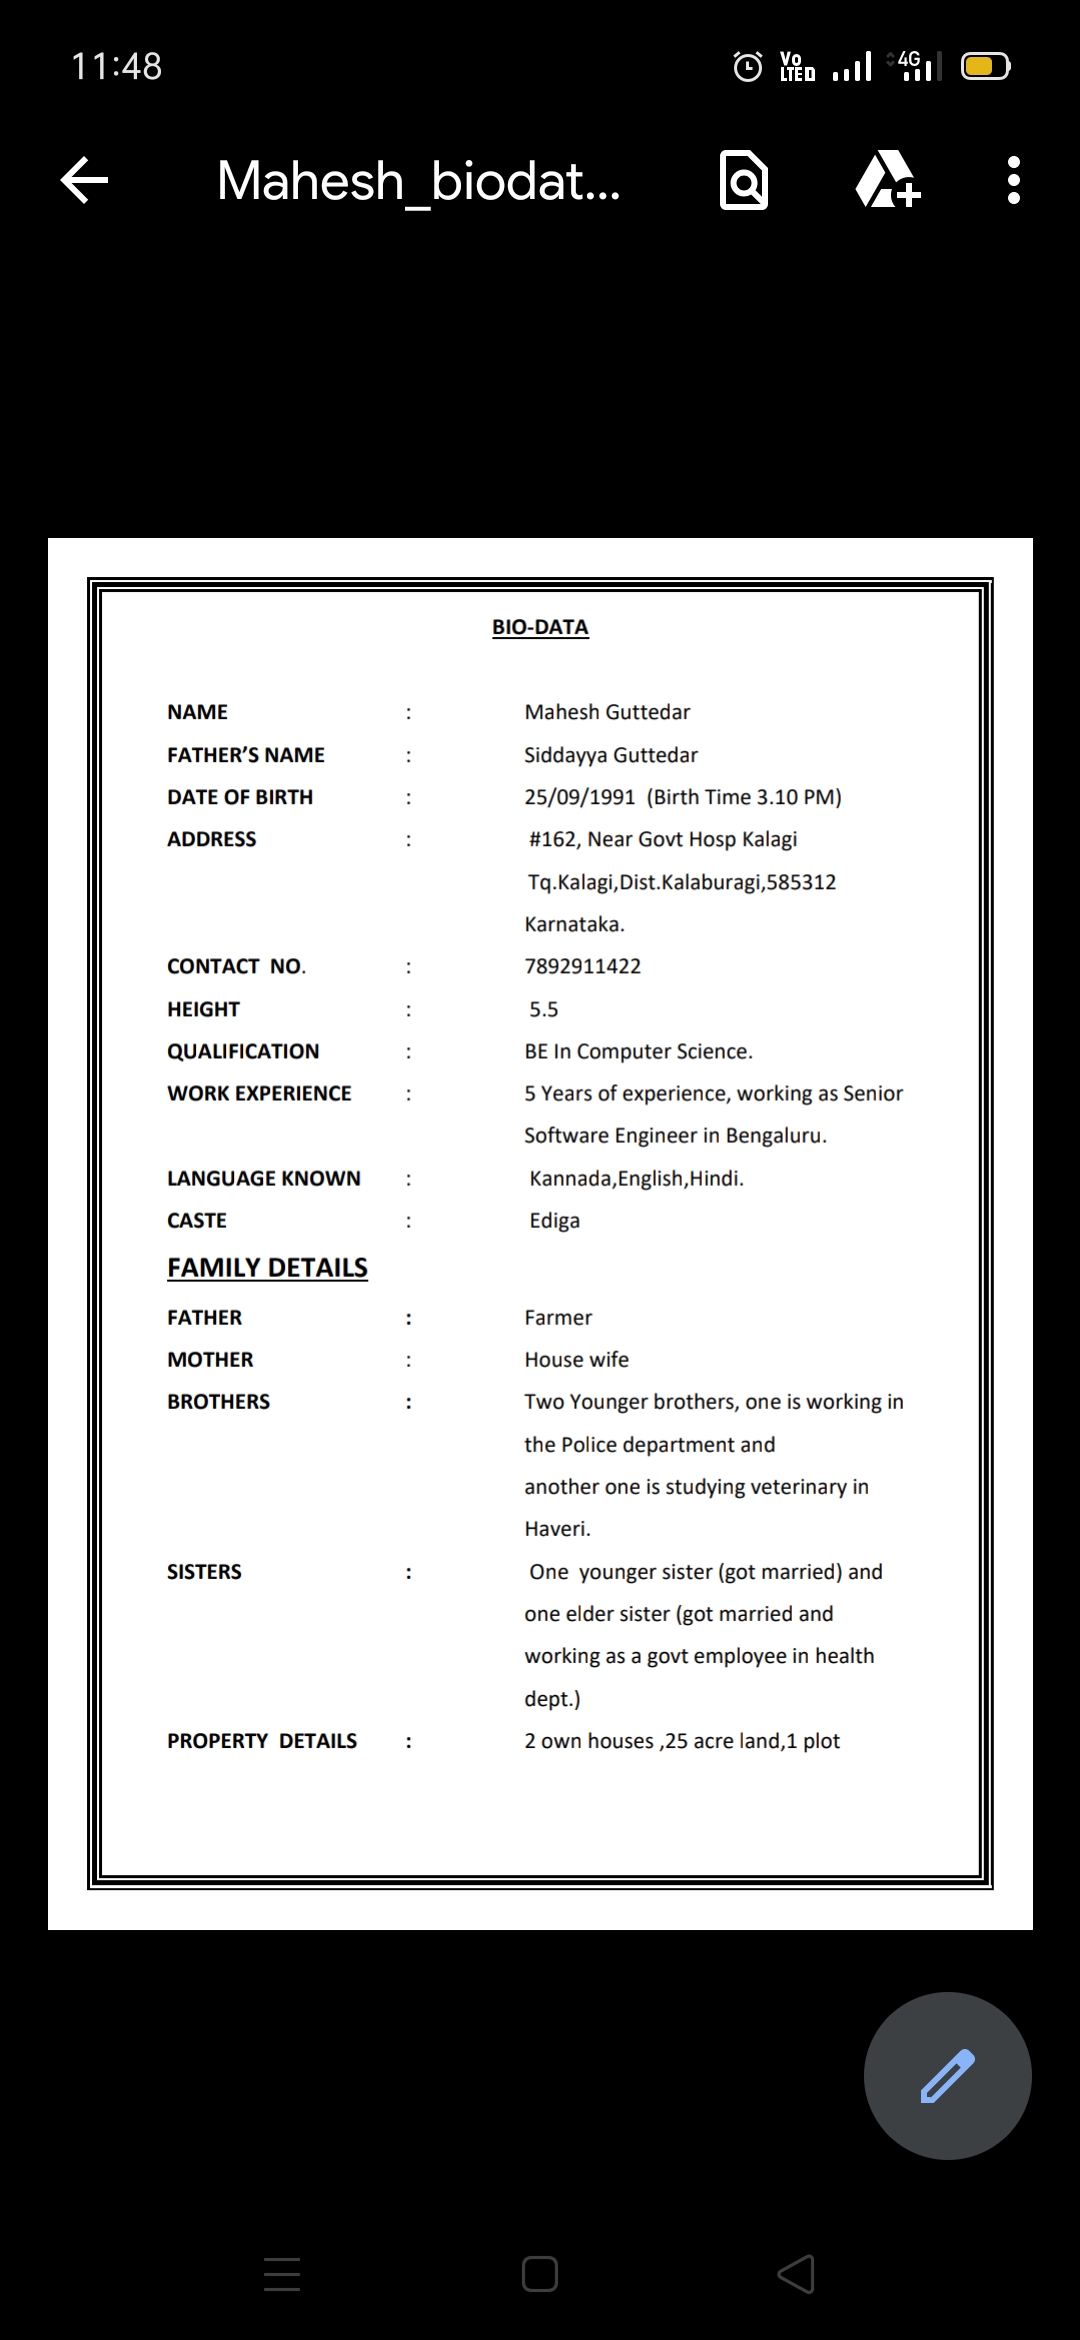 11:48
Vo LTE 4G
Mahesh_biodat...
BIO-DATA
NAME : Mahesh Guttedar
FATHER’S NAME : Siddayya Guttedar
DATE OF BIRTH : 25/09/1991 (Birth Time 3.10 PM)
ADDRESS : #162, Near Govt Hosp Kalagi
Tq.Kalagi,Dist.Kalaburagi,585312
Karnataka.
CONTACT NO. : 7892911422
HEIGHT : 5.5
QUALIFICATION : BE In Computer Science.
WORK EXPERIENCE : 5 Years of experience, working as Senior
Software Engineer in Bengaluru.
LANGUAGE KNOWN : Kannada,English,Hindi.
CASTE : Ediga
FAMILY DETAILS
FATHER : Farmer
MOTHER : House wife
BROTHERS : Two Younger brothers, one is working in
the Police department and
another one is studying veterinary in
Haveri.
SISTERS : One younger sister (got married) and
one elder sister (got married and
working as a govt employee in health
dept.)
PROPERTY DETAILS : 2 own houses ,25 acre land,1 plot